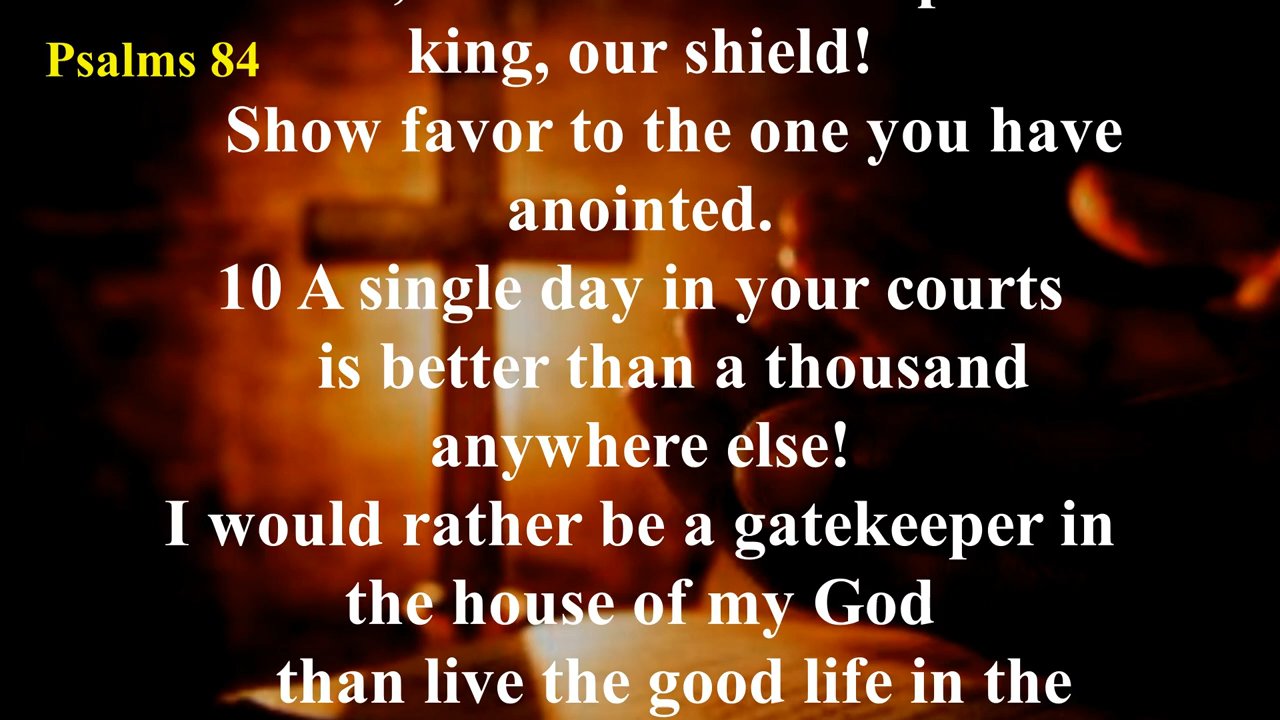 Psalms 84
king, our shield!
Show favor to the one you have
anointed.
10 A single day in your courts
is better than a thousand
anywhere else!
I would rather be a gatekeeper in
the house of my God
than live the good life in the